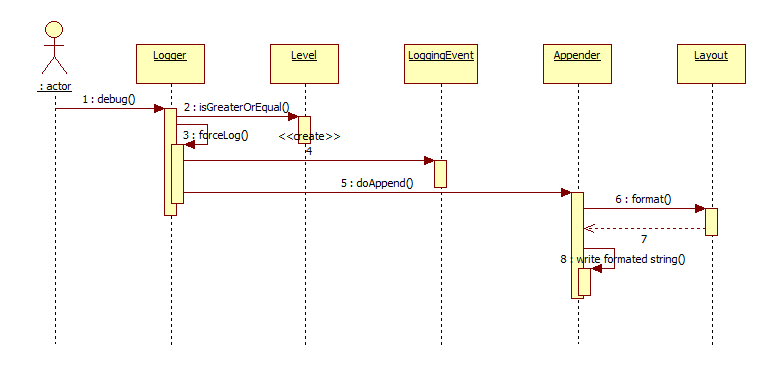 Logger
Level
LoggingEvent
Appender
Layout
: actor
1 : debug()
2 : isGreaterOrEqual()
3 : forceLog()
<<create>>
4
5 : doAppend()
6 : format()
7
8 : write formated string()